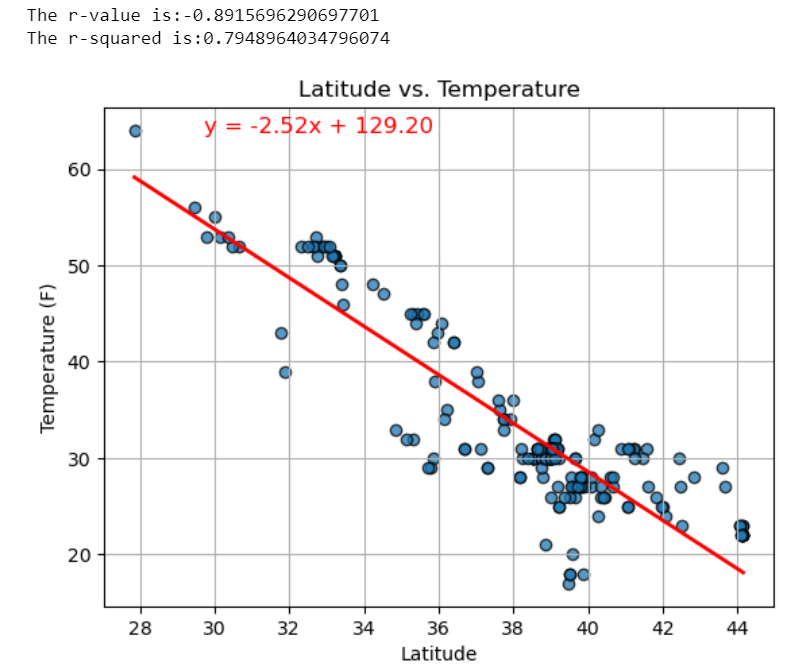 The r-value is:-0.8915696290697701
The r-squared is:0.7948964034796074
Latitude vs. Temperature
y = -2.52x + 129.20
60
50
40
30
20
Temperature (F)
28 30 32 34 36 38 40 42 44
Latitude